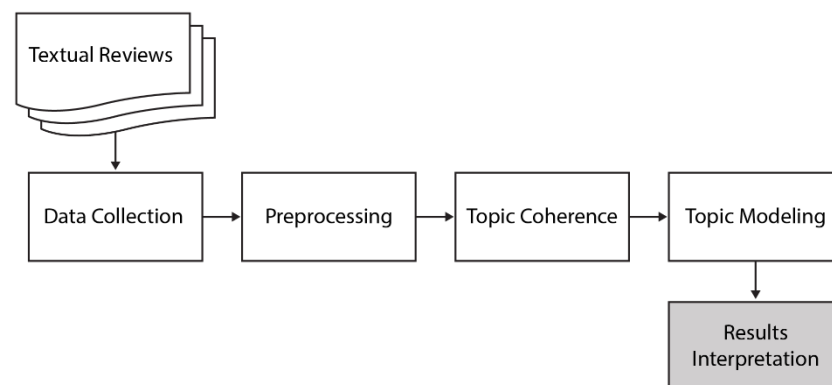 Textual Reviews
Data Collection
Preprocessing
Topic Coherence
Topic Modeling
Results
Interpretation